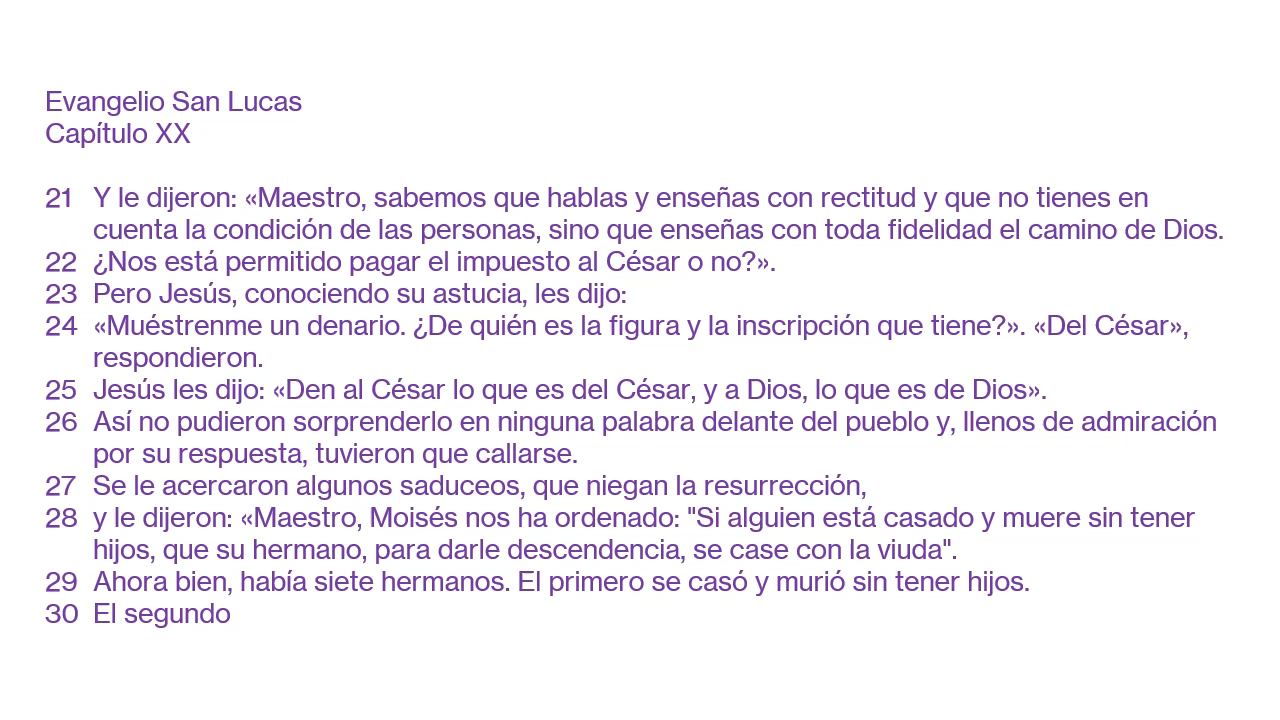 Evangelio San Lucas
Capítulo XX
21 Y le dijeron: «Maestro, sabemos que hablas y enseñas con rectitud y que no tienes en
cuenta la condición de las personas, sino que enseñas con toda fidelidad el camino de Dios.
22 ¿Nos está permitido pagar el impuesto al César o no?».
23 Pero Jesús, conociendo su astucia, les dijo:
24 «Muéstrenme un denario. ¿De quién es la figura y la inscripción que tiene?». «Del César»,
respondieron.
25 Jesús les dijo: «Den al César lo que es del César, y a Dios, lo que es de Dios».
26 Así no pudieron sorprenderlo en ninguna palabra delante del pueblo y, llenos de admiración
por su respuesta, tuvieron que callarse.
27 Se le acercaron algunos saduceos, que niegan la resurrección,
28 y le dijeron: «Maestro, Moisés nos ha ordenado: "Si alguien está casado y muere sin tener
hijos, que su hermano, para darle descendencia, se case con la viuda".
29 Ahora bien, había siete hermanos. El primero se casó y murió sin tener hijos.
30 El segundo